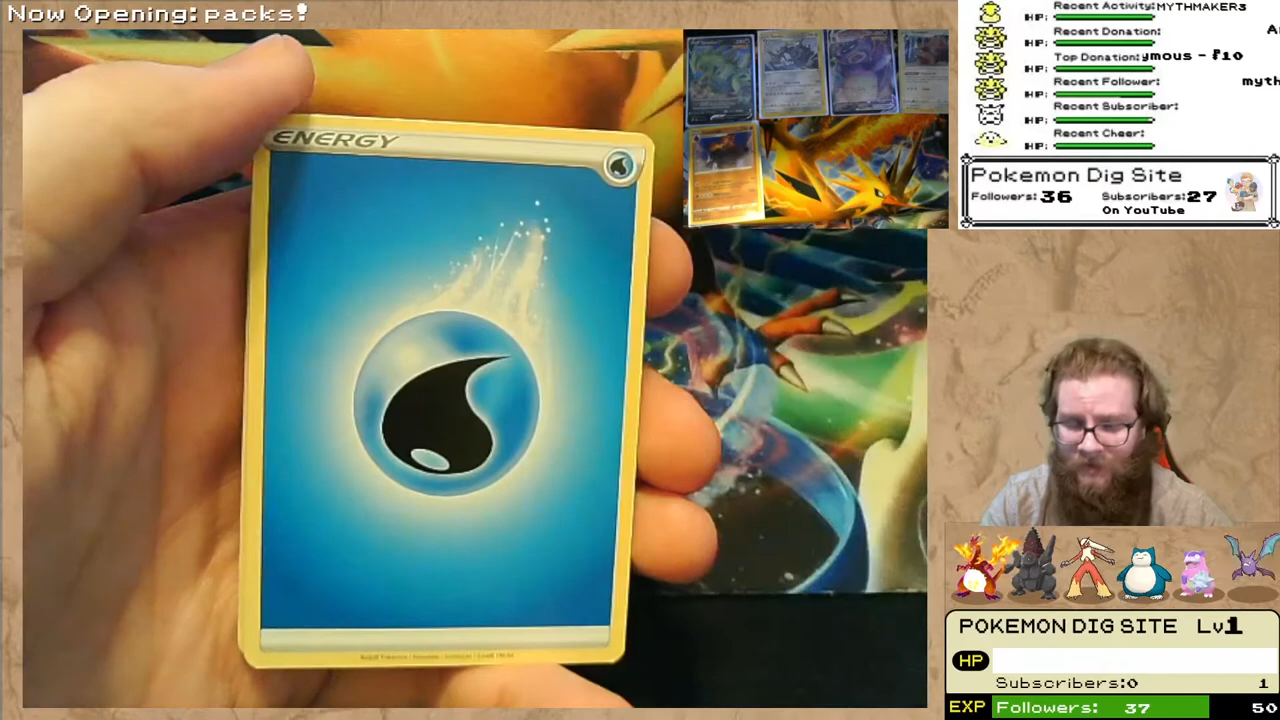 Now Opening: packs!
ENERGY
Recent Activity: MYTHMAKER3
HP:
Recent Donation:
HP:
Top Donation: ymous - £10
HP:
Recent Follower: myth
HP:
Recent Subscriber:
HP:
Recent Cheer:
HP:
Pokemon Dig Site
Followers: 36 Subscribers: 27
On YouTube
POKEMON DIG SITE Lv1
HP
Subscribers:0 1
EXP Followers: 37 50